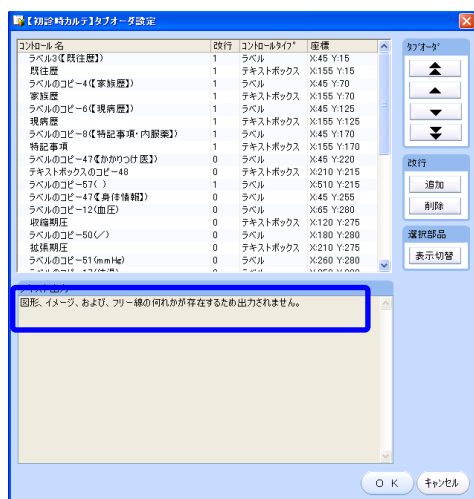 【初診時カルテ】タブオーダ設定
コントロール名 改行 コントロールタイプ 座標
ラベル3(【既往歴】) 1 ラベル X:45 Y:15
既往歴 1 テキストボックス X:155 Y:15
ラベルのコピー4(【家族歴】) 0 ラベル X:45 Y:70
家族歴 1 テキストボックス X:155 Y:70
ラベルのコピー6(【現病歴】) 1 ラベル X:45 Y:125
現病歴 1 テキストボックス X:155 Y:125
ラベルのコピー8(【特記事項・内服薬】) 1 ラベル X:45 Y:170
特記事項 1 テキストボックス X:155 Y:170
ラベルのコピー47(【かかりつけ医】) 0 ラベル X:45 Y:220
テキストボックスのコピー48 0 テキストボックス X:210 Y:215
ラベルのコピー57( ) 1 ラベル X:510 Y:215
ラベルのコピー47(【身体情報】) 0 ラベル X:45 Y:255
ラベルのコピー12(血圧) 0 ラベル X:65 Y:280
収縮期圧 0 テキストボックス X:120 Y:275
ラベルのコピー50(／) 0 ラベル X:180 Y:280
拡張期圧 0 テキストボックス X:210 Y:275
ラベルのコピー51(mmHg) 0 ラベル X:260 Y:280
タブオーダ
改行
追加
削除
選択部品
表示切替
テキスト出力
図形、イメージ、および、フリー線の何れかが存在するため出力されません。
O K
キャンセル